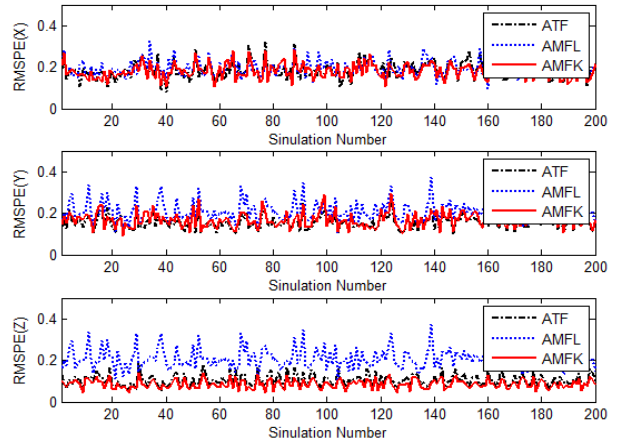 RMSPE(X)
0.4
0.2
0
ATF
AMFL
AMFK
20 40 60 80 100 120 140 160 180 200
Sinulation Number
RMSPE(Y)
0.4
0.2
0
ATF
AMFL
AMFK
20 40 60 80 100 120 140 160 180 200
Simulation Number
RMSPE(Z)
0.4
0.2
0
ATF
AMFL
AMFK
20 40 60 80 100 120 140 160 180 200
Simulation Number